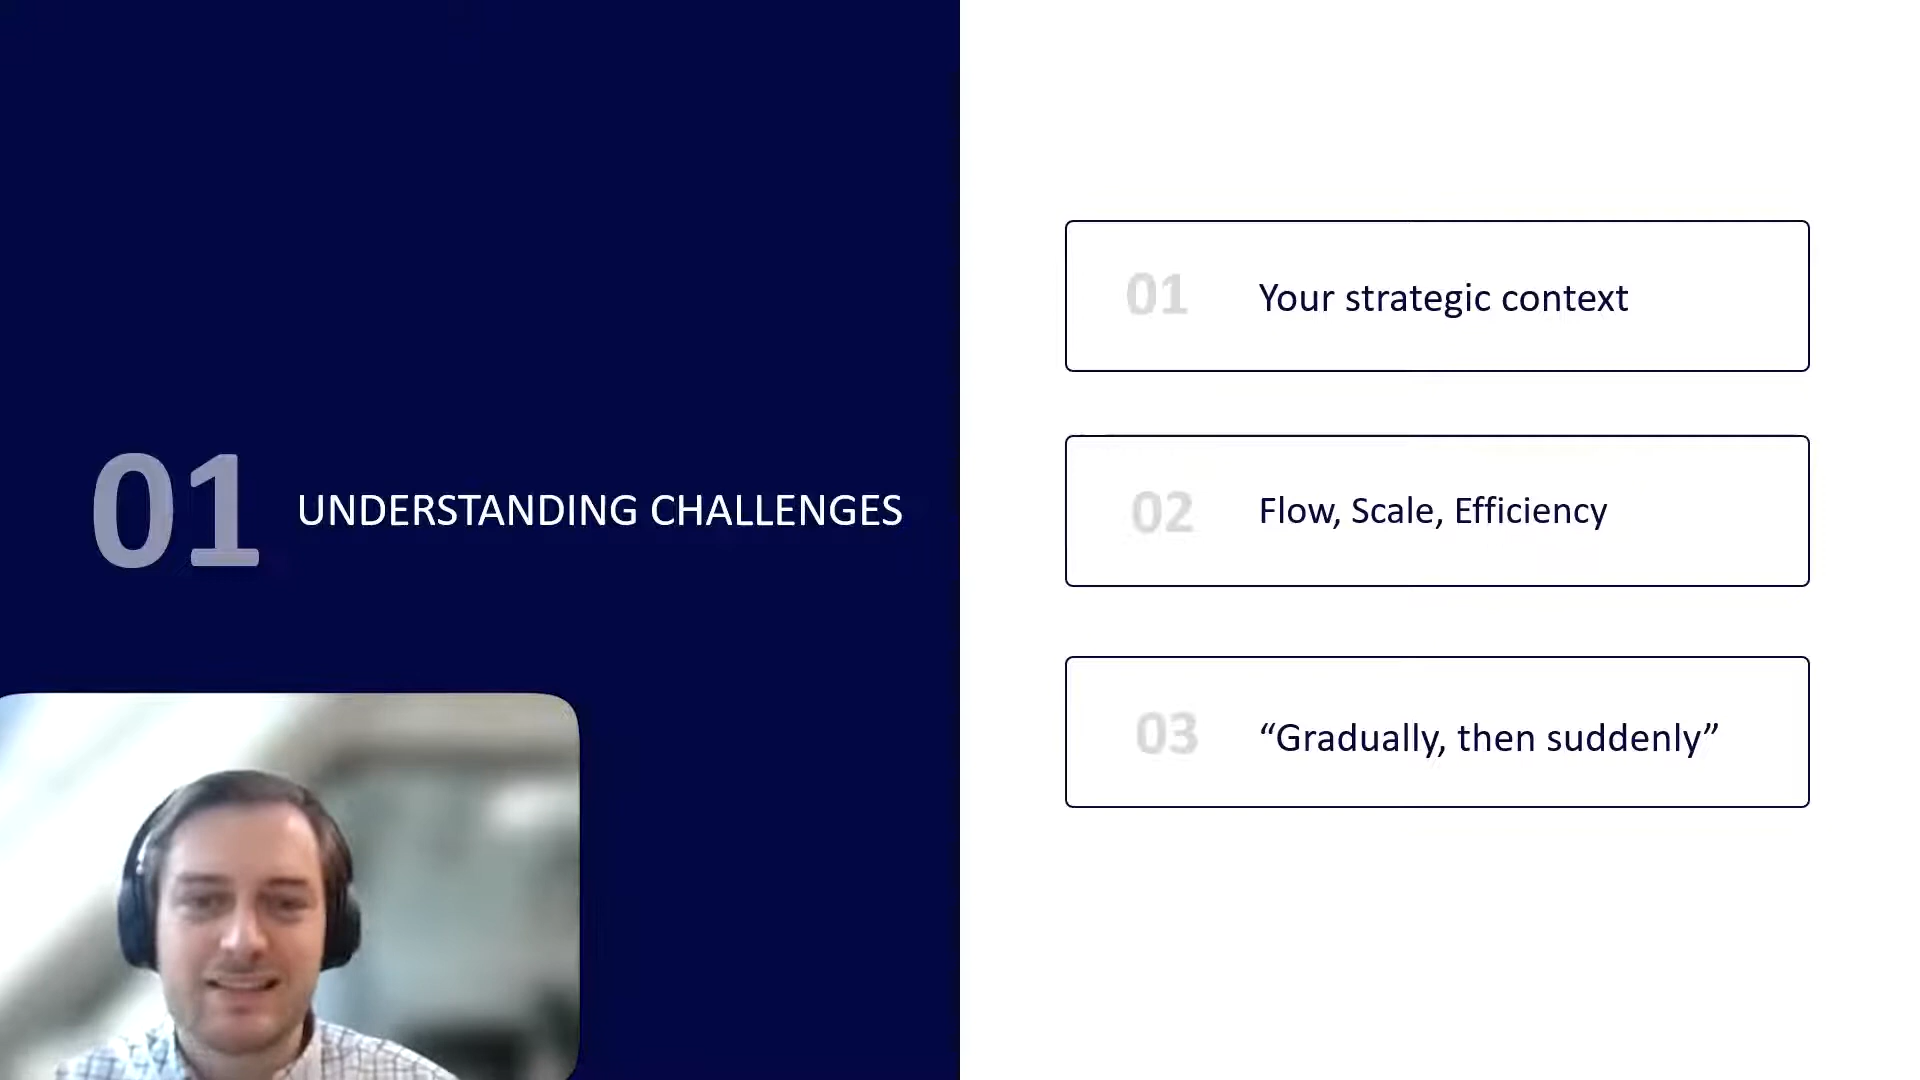 01 UNDERSTANDING CHALLENGES
01 Your strategic context
02 Flow, Scale, Efficiency
03 “Gradually, then suddenly”